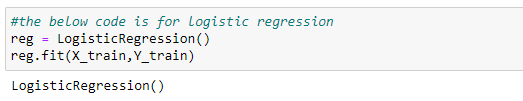 #the below code is for logistic regression
reg = LogisticRegression()
reg.fit(X_train,Y_train)
LogisticRegression()